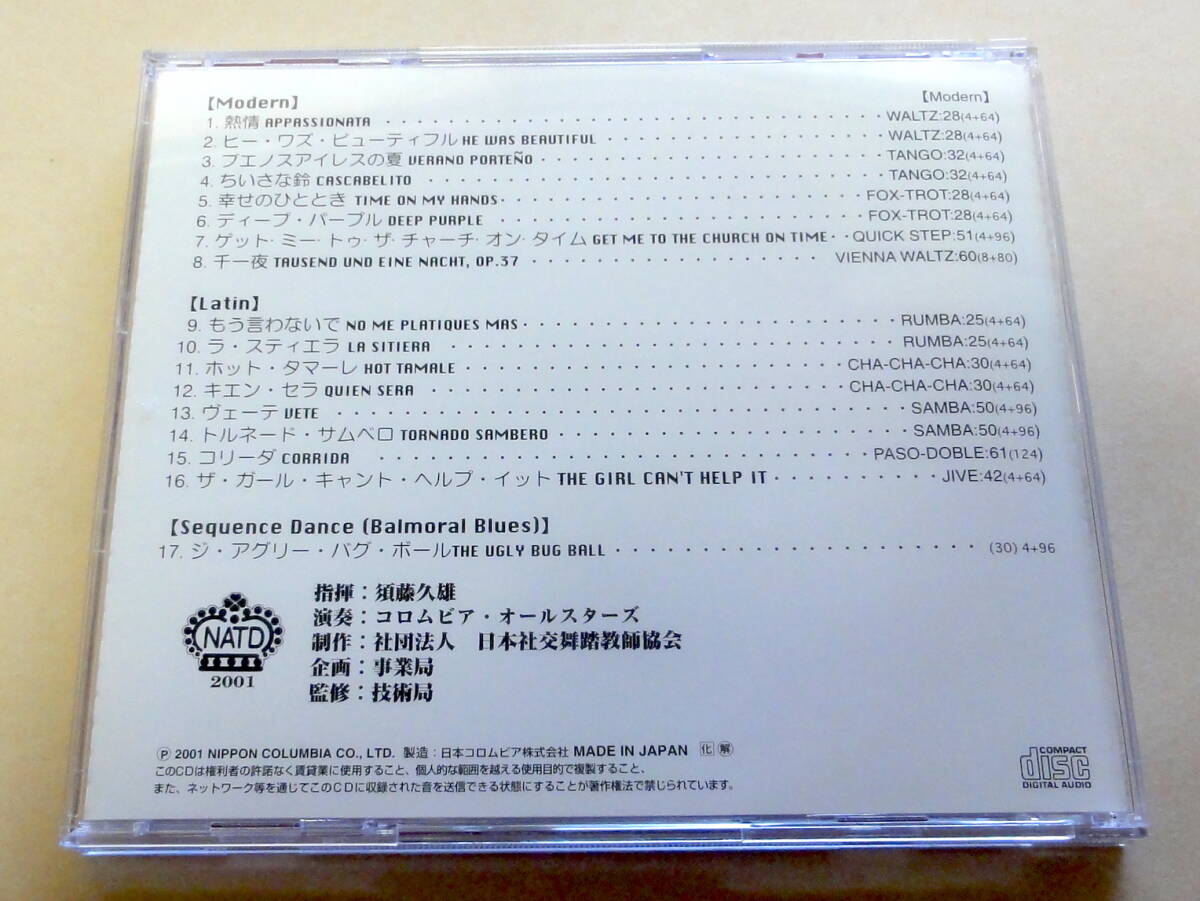 【Modern】 【Modern】
1. 熱情 APPASSIONATA WALTZ:28(4+64)
2. ヒー・ワズ・ビューティフル HE WAS BEAUTIFUL WALTZ:28(4+64)
3. ブエノスアイレスの夏 VERANO PORTEÑO TANGO:32(4+64)
4. ちいさな鈴 CASCABELITO TANGO:32(4+64)
5. 幸せのひととき TIME ON MY HANDS FOX-TROT:28(4+64)
6. ディープ・パープル DEEP PURPLE FOX-TROT:28(4+64)
7. ゲット・ミー・トゥ・ザ・チャーチ・オン・タイム GET ME TO THE CHURCH ON TIME QUICK STEP:51(4+96)
8. 千一夜 TAUSEND UND EINE NACHT, OP.37 VIENNA WALTZ:60(8+80)
【Latin】
9. もう言わないで NO ME PLATIQUES MAS RUMBA:25(4+64)
10. ラ・スティエラ LA SITIERA RUMBA:25(4+64)
11. ホット・タマーレ HOT TAMALE CHA-CHA-CHA:30(4+64)
12. キエン・セラ QUIEN SERA CHA-CHA-CHA:30(4+64)
13. ヴェーテ VETE SAMBA:50(4+96)
14. トルネード・サムベロ TORNADO SAMBERO SAMBA:50(4+96)
15. コリーダ CORRIDA PASO-DOBLE:61(124)
16. ザ・ガール・キャント・ヘルプ・イット THE GIRL CAN'T HELP IT JIVE:42(4+64)
【Sequence Dance (Balmoral Blues)】
17. ジ・アグリー・バグ・ボール THE UGLY BUG BALL (30) 4+96
指揮：須藤久雄
演奏：コロムビア・オールスターズ
制作：社団法人 日本社交舞踏教師協会
企画：事業局
監修：技術局
NATD
2001
Ⓟ 2001 NIPPON COLUMBIA CO., LTD. 製造：日本コロムビア株式会社 MADE IN JAPAN ㊗化 解
このCDは権利者の許諾なく賃貸業に使用すること、個人的な範囲を越える使用目的で複製すること、
また、ネットワーク等を通じてこのCDに収録された音を送信できる状態にすることが著作権法で禁じられています。
COMPACT
disc
DIGITAL AUDIO